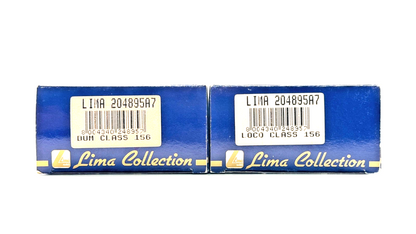 LIMA 204895A7
DUM CLASS 156
Lima Collection
LIMA 204895A7
LOCO CLASS 156
Lima Collection